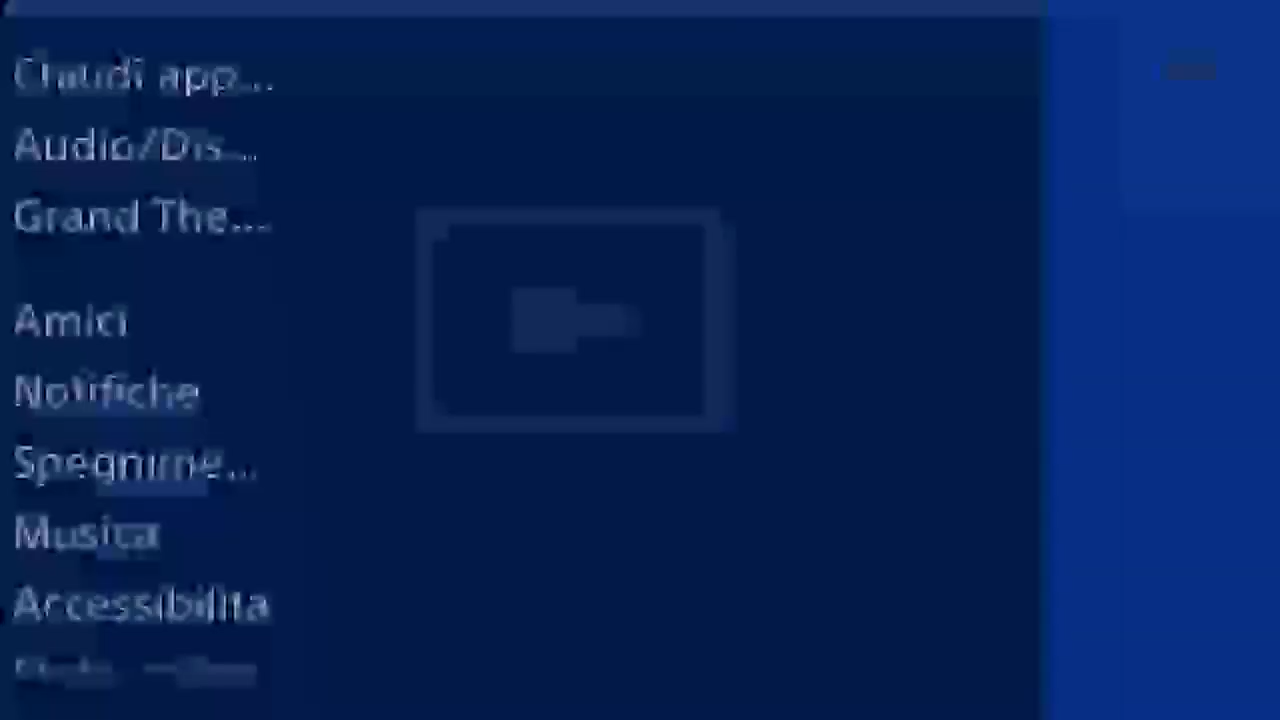 Chiudi app...
Audio/Dis...
Grand The...
Amici
Notifiche
Spegnime...
Musica
Accessibilità